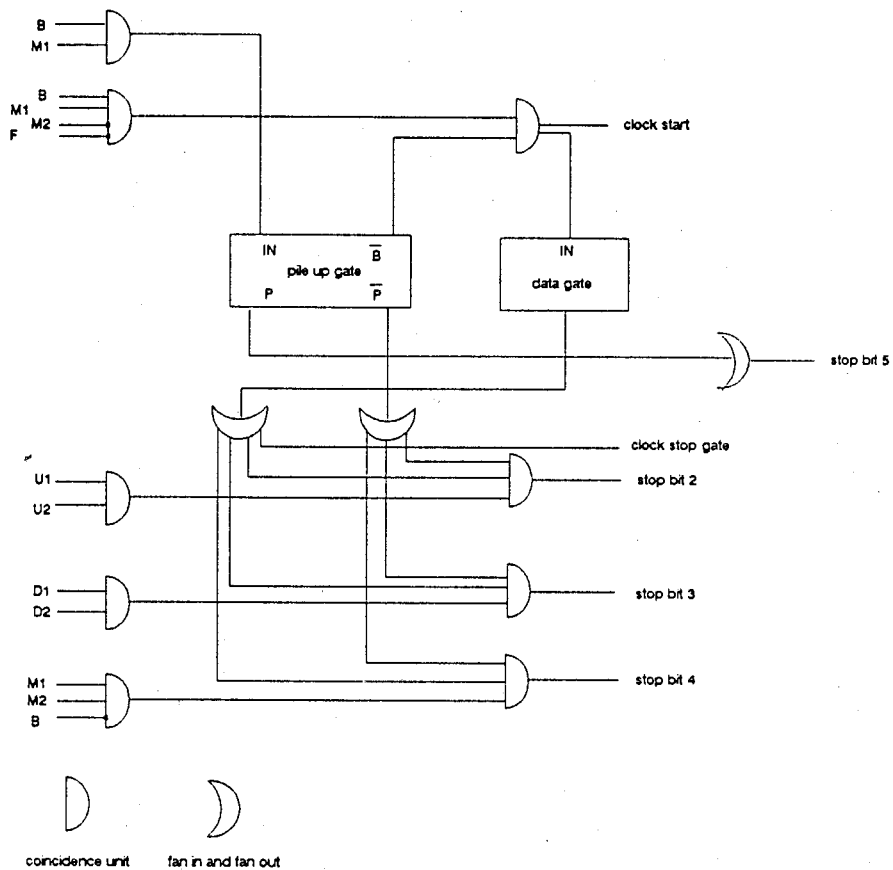 B
M1
B
M1
M2
F
clock start
IN
B
pile up gate
P
P
IN
data gate
stop bit 5
clock stop gate
U1
U2
stop bit 2
D1
D2
stop bit 3
M1
M2
B
stop bit 4
coincidence unit
fan in and fan out